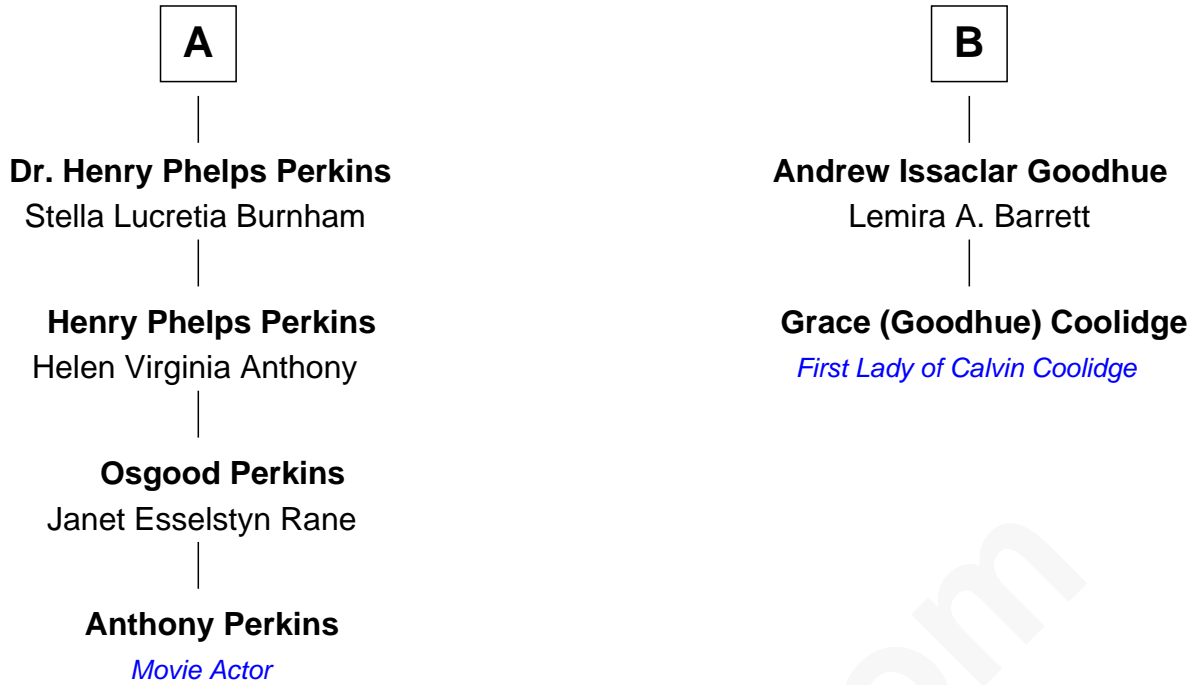 A
B
Dr. Henry Phelps Perkins
Stella Lucretia Burnham
Andrew Issaclar Goodhue
Lemira A. Barrett
Henry Phelps Perkins
Helen Virginia Anthony
Grace (Goodhue) Coolidge
First Lady of Calvin Coolidge
Osgood Perkins
Janet Esselstyn Rane
Anthony Perkins
Movie Actor
om